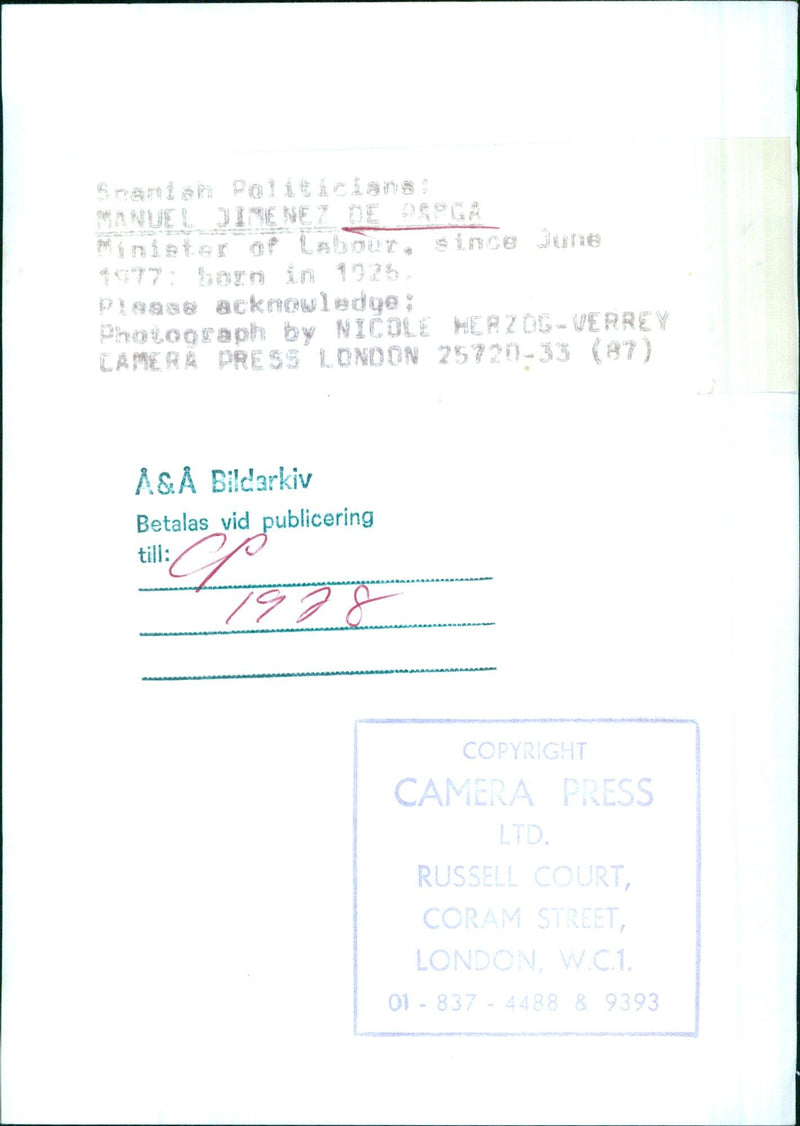 Spanish Politicians:
MANUEL JIMENEZ DE PARGA
Minister of Labour, since June
1977: born in 1926.
Please acknowledge;
Photograph by NICOLE HERZOG-VERREY
CAMERA PRESS LONDON 25720-33 (87)
Å&Å Bildarkiv
Betalas vid publicering
till: CP
1978
COPYRIGHT
CAMERA PRESS
LTD.
RUSSELL COURT,
CORAM STREET,
LONDON, W.C.1.
01 - 837 - 4488 & 9393